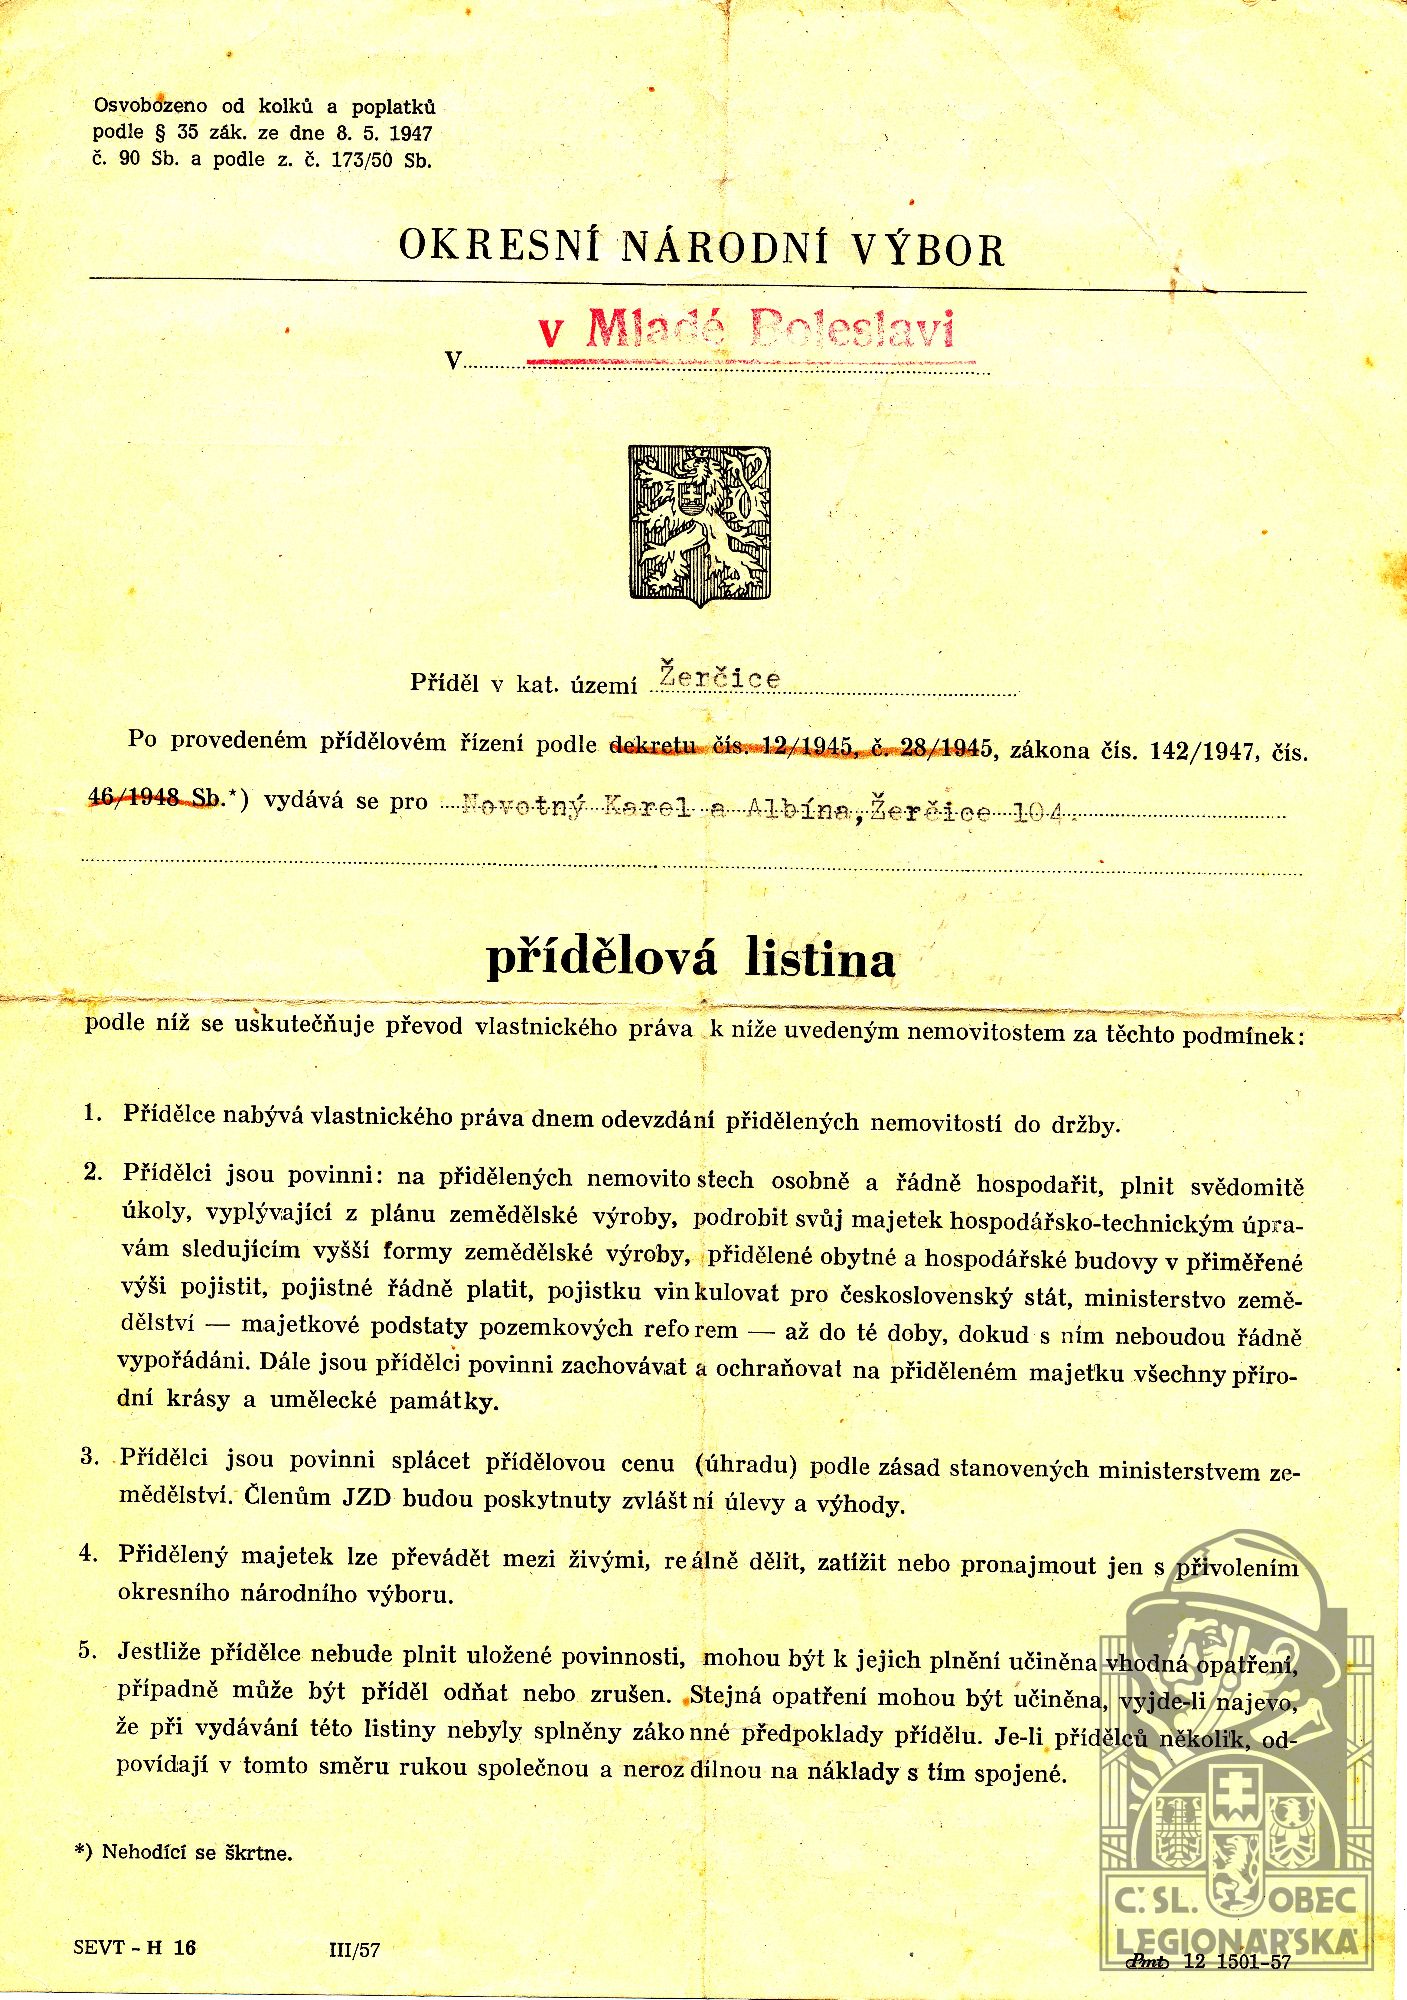 Osvobozeno od kolků a poplatků
podle § 35 zák. ze dne 8. 5. 1947
č. 90 Sb. a podle z. č. 173/50 Sb.
OKRESNÍ NÁRODNÍ VÝBOR
v Mladé Boleslavi
V
Příděl v kat. území Žerčice
Po provedeném přídělovém řízení podle dekretu čís. 12/1945, č. 28/1945, zákona čís. 142/1947, čís.
46/1948 Sb.*) vydává se pro Novotný Karel a Albína, Žerčice 104.
přídělová listina
podle níž se uskutečňuje převod vlastnického práva k níže uvedeným nemovitostem za těchto podmínek:
1. Přídělce nabývá vlastnického práva dnem odevzdání přidělených nemovitostí do držby.
2. Přídělci jsou povinni: na přidělených nemovitostech osobně a řádně hospodařit, plnit svědomitě
úkoly, vyplývající z plánu zemědělské výroby, podrobit svůj majetek hospodářsko-technickým úpra-
vám sledujícím vyšší formy zemědělské výroby, přidělené obytné a hospodářské budovy v přiměřené
výši pojistit, pojistné řádně platit, pojistku vinkulovat pro československý stát, ministerstvo země-
dělství — majetkové podstaty pozemkových reforem — až do té doby, dokud s ním neboudou řádně
vypořádáni. Dále jsou přídělci povinni zachovávat a ochraňovat na přiděleném majetku všechny příro-
dní krásy a umělecké památky.
3. Přídělci jsou povinni splácet přídělovou cenu (úhradu) podle zásad stanovených ministerstvem ze-
mědělství. Členům JZD budou poskytnuty zvláštní úlevy a výhody.
4. Přidělený majetek lze převádět mezi živými, reálně dělit, zatížit nebo pronajmout jen s přivolením
okresního národního výboru.
5. Jestliže přídělce nebude plnit uložené povinnosti, mohou být k jejich plnění učiněna vhodná opatření,
případně může být příděl odňat nebo zrušen. Stejná opatření mohou být učiněna, vyjde-li najevo,
že při vydávání této listiny nebyly splněny zákonné předpoklady přídělu. Je-li přídělců několik, od-
povídají v tomto směru rukou společnou a nerozdílnou na náklady s tím spojené.
*) Nehodící se škrtne.
Č. SL. OBEC
LEGIONÁŘSKÁ
SEVT - H 16 III/57 Pmt 12 1501-57